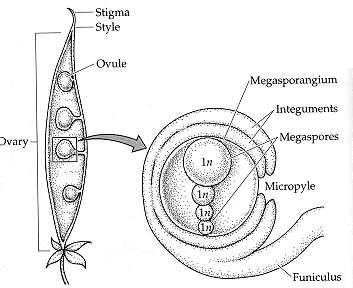 Stigma
Style
Ovule
Ovary
Megasporangium
Integuments
Megaspores
Micropyle
Funiculus
1n
1n
1n
1n